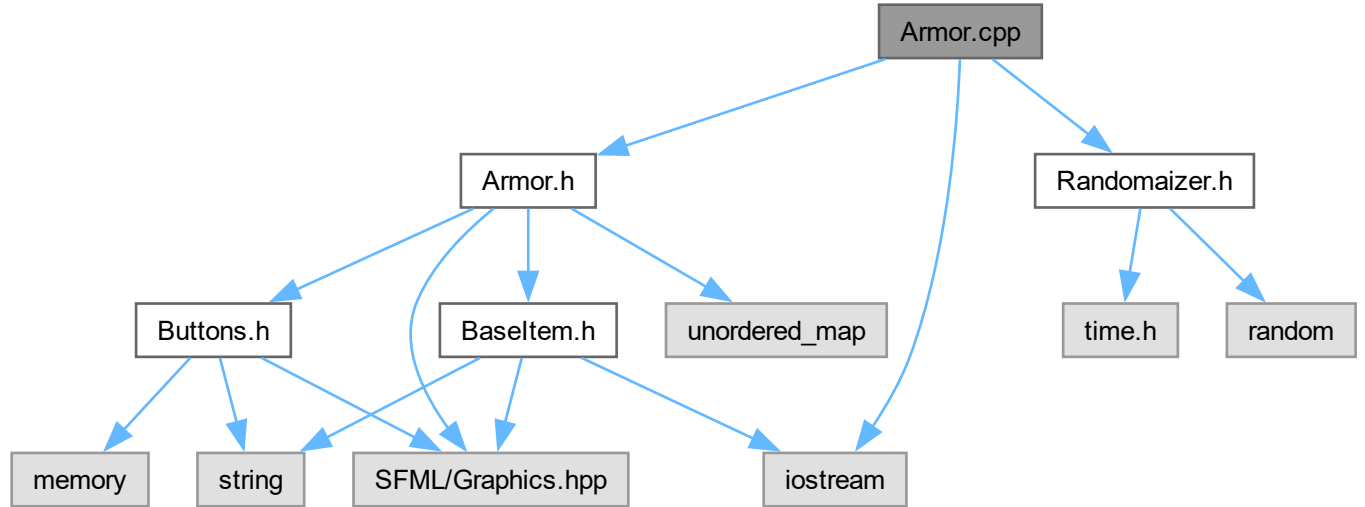 Armor.cpp
Armor.h
Randomaizer.h
Buttons.h
BaseItem.h
unordered_map
time.h
random
memory
string
SFML/Graphics.hpp
iostream